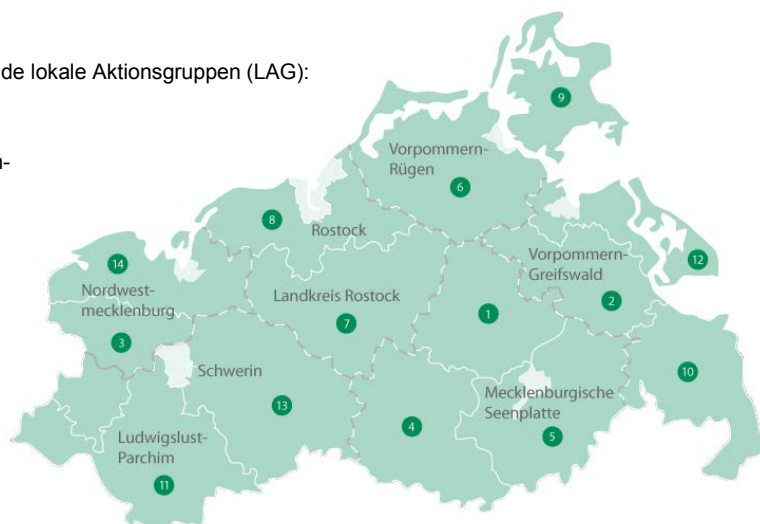 de lokale Aktionsgruppen (LAG):
n-
9
Vorpommern-
Rügen
6
8
Rostock
14
Nordwest-
mecklenburg
Vorpommern-
Greifswald
12
2
Landkreis Rostock
7
1
3
Schwerin
10
13
Mecklenburgische
Seenplatte
4
5
Ludwigslust-
Parchim
11